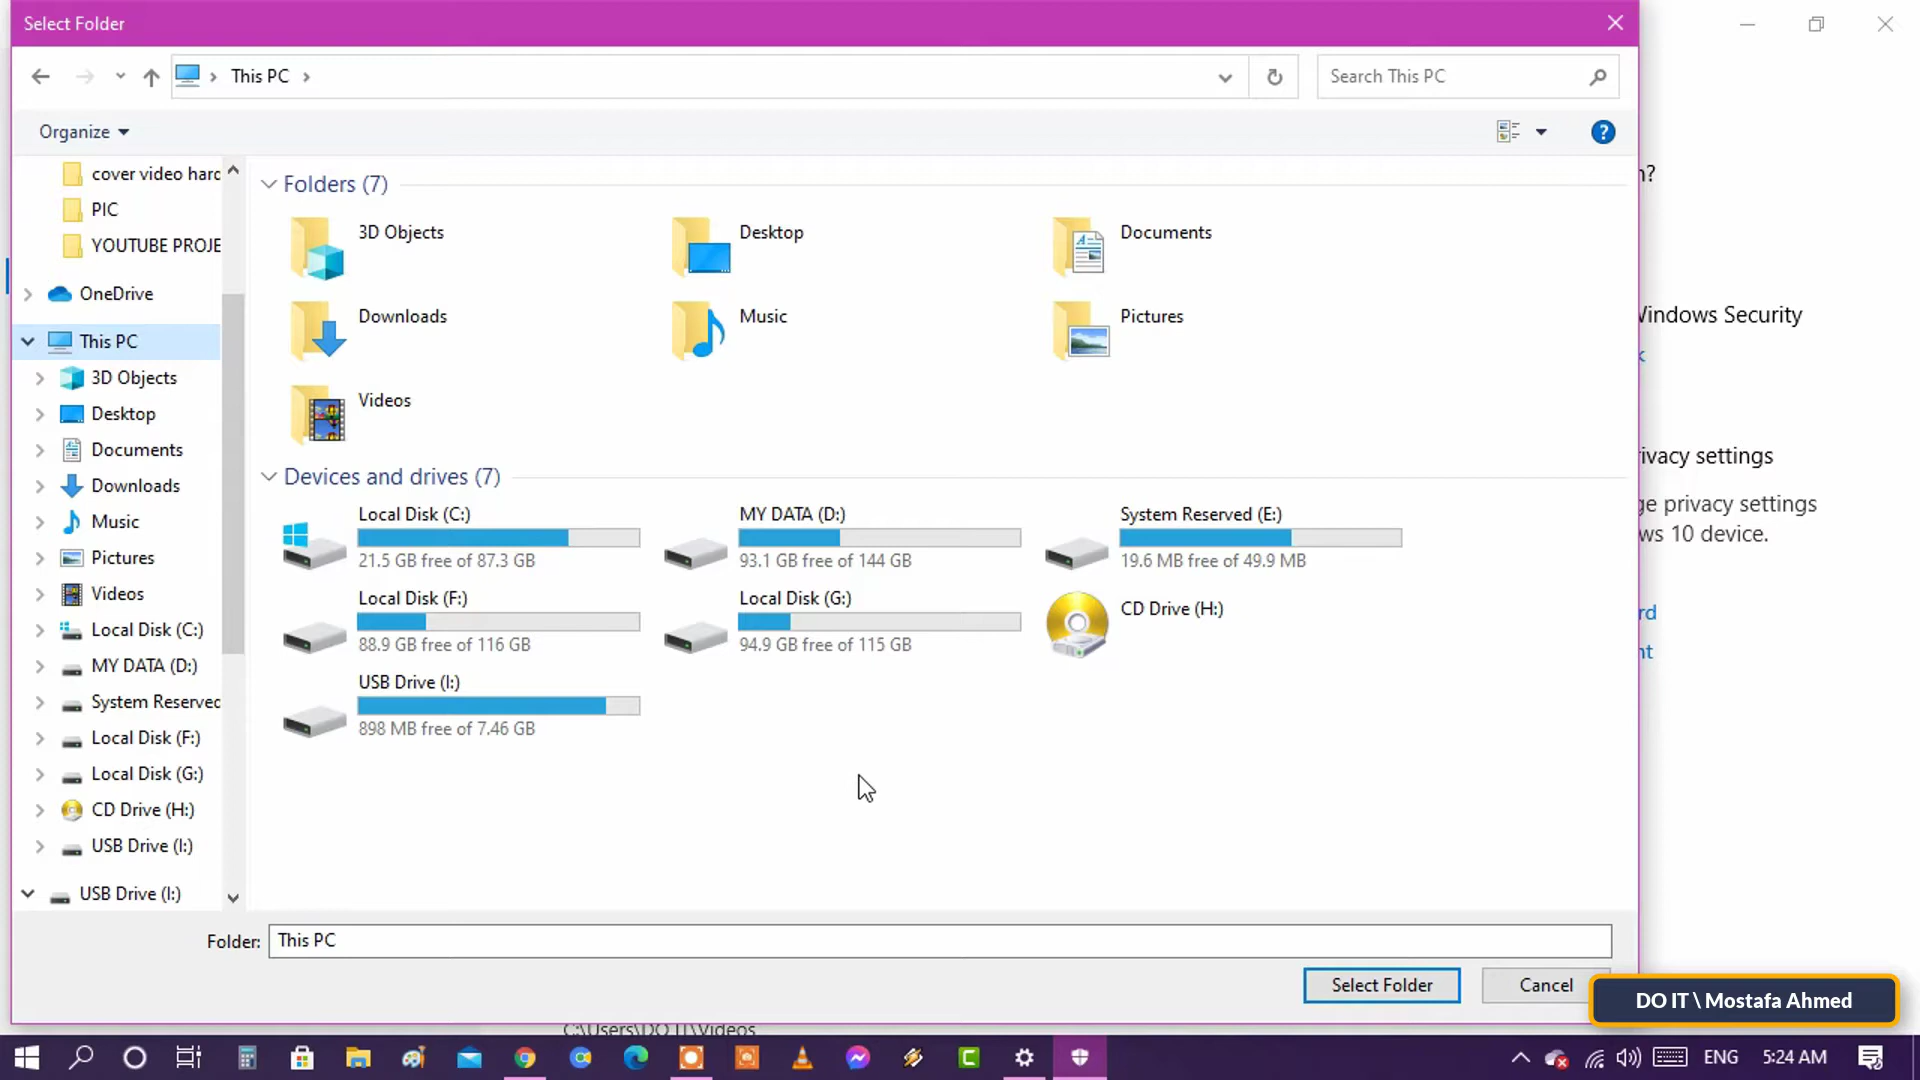 Select Folder
This PC
Search This PC
Organize
cover video hard
PIC
YOUTUBE PROJE
OneDrive
This PC
3D Objects
Desktop
Documents
Downloads
Music
Pictures
Videos
Local Disk (C:)
MY DATA (D:)
System Reserved
Local Disk (F:)
Local Disk (G:)
CD Drive (H:)
USB Drive (I:)
USB Drive (I:)
Folders (7)
3D Objects
Desktop
Documents
Downloads
Music
Pictures
Videos
Devices and drives (7)
Local Disk (C:)
21.5 GB free of 87.3 GB
MY DATA (D:)
93.1 GB free of 144 GB
System Reserved (E:)
19.6 MB free of 49.9 MB
Local Disk (F:)
88.9 GB free of 116 GB
Local Disk (G:)
94.9 GB free of 115 GB
CD Drive (H:)
USB Drive (I:)
898 MB free of 7.46 GB
Folder: This PC
Select Folder
Cancel
n?
Windows Security
k
ivacy settings
ge privacy settings
ws 10 device.
rd
nt
C:\Users\DO IT\Videos
DO IT \ Mostafa Ahmed
ENG
5:24 AM